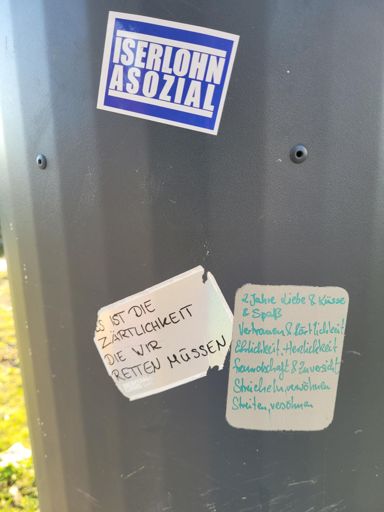 ISERLOHN
ASOZIAL
ES IST DIE
ZÄRTLICHKEIT
DIE WIR
RETTEN MÜSSEN
2 Jahre Liebe & Küsse
& Spaß
Vertrauen & Zärtlichkeit
Ehrlichkeit, Herzlichkeit
Freundschaft & Zuversicht
Streicheln, verwöhnen
Streiten, versöhnen